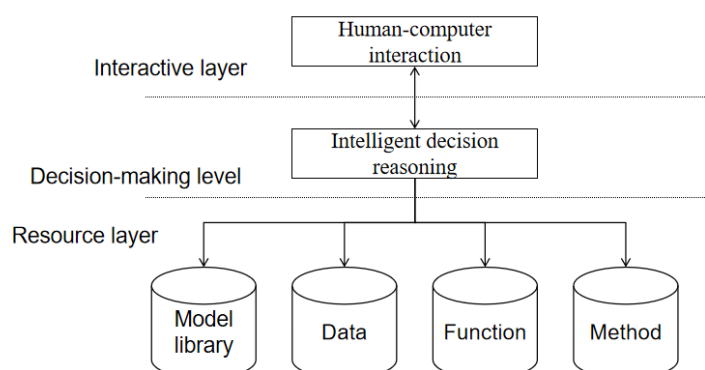 Human-computer
interaction
Interactive layer
Intelligent decision
reasoning
Decision-making level
Resource layer
Model
library
Data
Function
Method